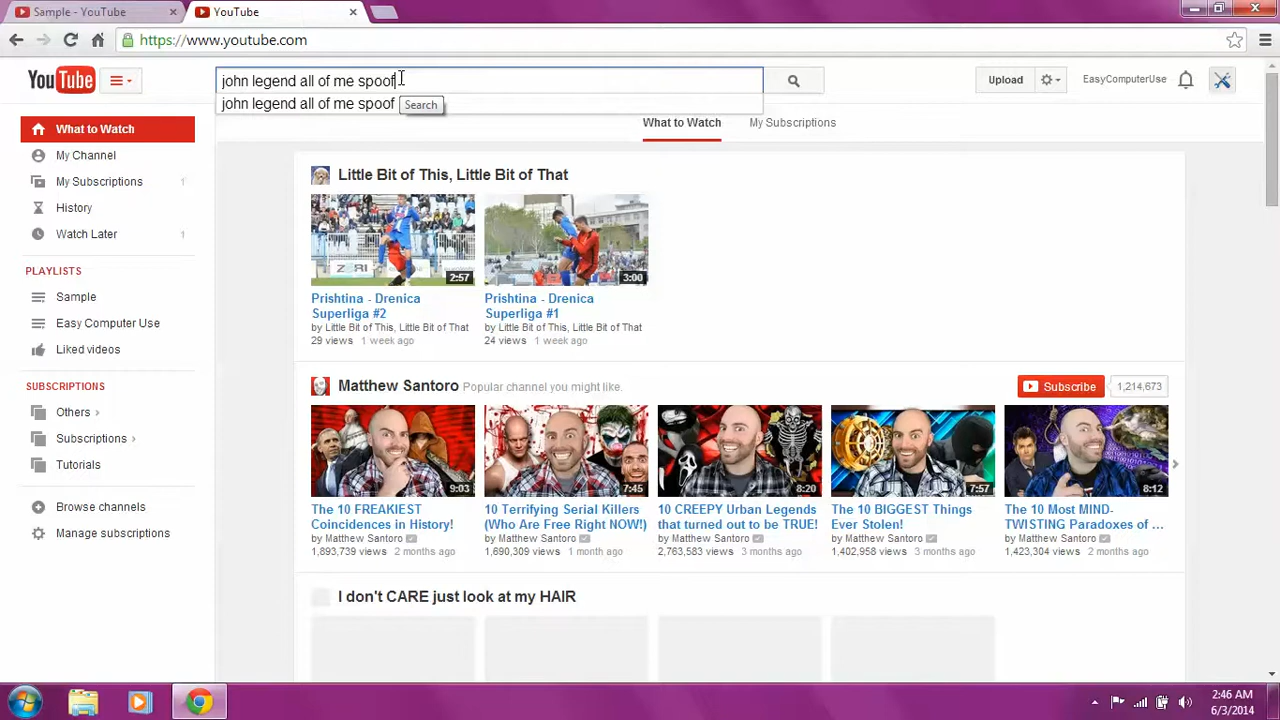 Sample - YouTube
YouTube
https://www.youtube.com
YouTube
john legend all of me spoof
Upload
EasyComputerUse
john legend all of me spoof
Search
What to Watch
My Subscriptions
What to Watch
My Channel
My Subscriptions 1
History
Watch Later 1
PLAYLISTS
Sample
Easy Computer Use
Liked videos
SUBSCRIPTIONS
Others ›
Subscriptions ›
Tutorials
Browse channels
Manage subscriptions
Little Bit of This, Little Bit of That
2:57
3:00
Prishtina - Drenica
Superliga #2
by Little Bit of This, Little Bit of That
29 views 1 week ago
Prishtina - Drenica
Superliga #1
by Little Bit of This, Little Bit of That
24 views 1 week ago
Matthew Santoro Popular channel you might like.
Subscribe 1,214,673
9:03
7:45
8:20
7:57
8:12
The 10 FREAKIEST
Coincidences in History!
by Matthew Santoro
1,893,739 views 2 months ago
10 Terrifying Serial Killers
(Who Are Free Right NOW!)
by Matthew Santoro
1,690,309 views 1 month ago
10 CREEPY Urban Legends
that turned out to be TRUE!
by Matthew Santoro
2,763,583 views 3 months ago
The 10 BIGGEST Things
Ever Stolen!
by Matthew Santoro
1,402,958 views 3 months ago
The 10 Most MIND-
TWISTING Paradoxes of ...
by Matthew Santoro
1,423,304 views 2 months ago
I don't CARE just look at my HAIR
2:46 AM
6/3/2014